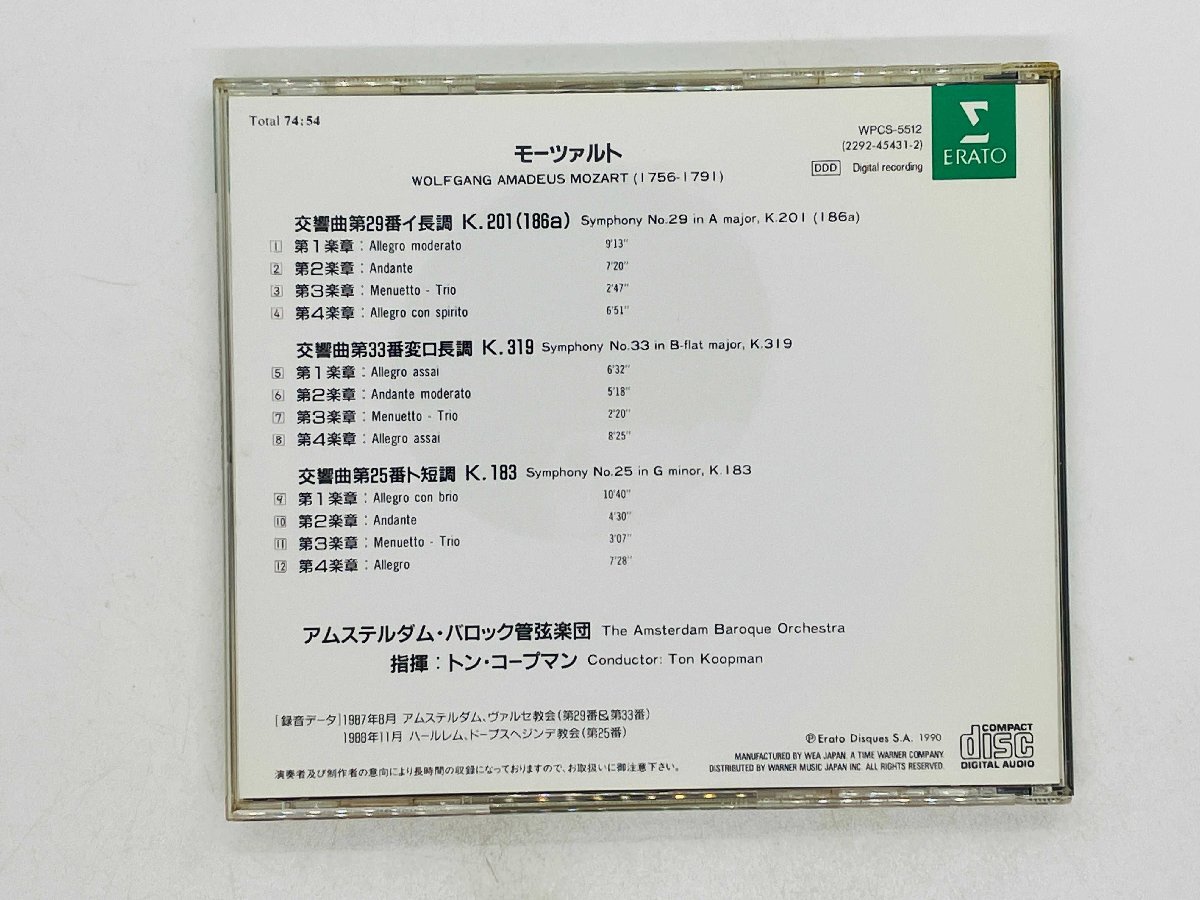 Total 74:54
WPCS-5512
(2292-45431-2)
DDD Digital recording
ERATO
モーツァルト
WOLFGANG AMADEUS MOZART (1756-1791)
交響曲第29番イ長調 K.201(186a) Symphony No.29 in A major, K.201 (186a)
1 第1楽章：Allegro moderato 9'13"
2 第2楽章：Andante 7'20"
3 第3楽章：Menuetto - Trio 2'47"
4 第4楽章：Allegro con spirito 6'51"
交響曲第33番変ロ長調 K.319 Symphony No.33 in B-flat major, K.319
5 第1楽章：Allegro assai 6'32"
6 第2楽章：Andante moderato 5'18"
7 第3楽章：Menuetto - Trio 2'20"
8 第4楽章：Allegro assai 8'25"
交響曲第25番ト短調 K.183 Symphony No.25 in G minor, K.183
9 第1楽章：Allegro con brio 10'40"
10 第2楽章：Andante 4'30"
11 第3楽章：Menuetto - Trio 3'07"
12 第4楽章：Allegro 7'28"
アムステルダム・バロック管弦楽団 The Amsterdam Baroque Orchestra
指揮：トン・コープマン Conductor: Ton Koopman
[録音データ]1987年8月 アムステルダム、ヴァルセ教会(第29番&第33番)
1988年11月 ハールレム、ドープスヘジンデ教会(第25番)
演奏者及び制作者の意向により長時間の収録になっておりますので、お取扱いに御注意下さい。
℗Erato Disques S.A. 1990
MANUFACTURED BY WEA JAPAN, A TIME WARNER COMPANY.
DISTRIBUTED BY WARNER MUSIC JAPAN INC. ALL RIGHTS RESERVED.
COMPACT
disc
DIGITAL AUDIO